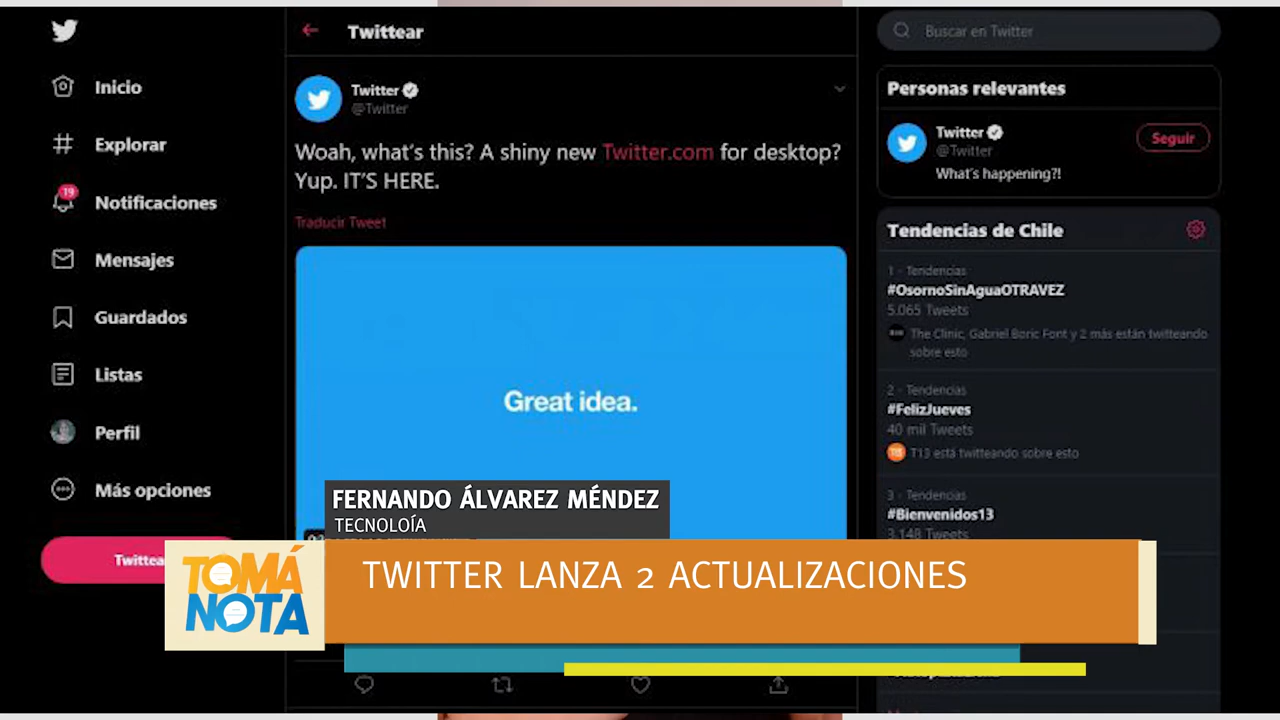 Twittear
Buscar en Twitter
Inicio
Explorar
19
Notificaciones
Mensajes
Guardados
Listas
Perfil
Más opciones
Twitter
@Twitter
Woah, what's this? A shiny new Twitter.com for desktop?
Yup. IT'S HERE.
Traducir Tweet
Great idea.
Personas relevantes
Twitter
@Twitter
Seguir
What's happening?!
Tendencias de Chile
1 · Tendencias
#OsornoSinAguaOTRAVEZ
5.065 Tweets
The Clinic, Gabriel Boric Font y 2 más están twitteando
sobre esto
2 · Tendencias
#FelizJueves
40 mil Tweets
T13 está twitteando sobre esto
3 · Tendencias
#Bienvenidos13
3.148 Tweets
FERNANDO ÁLVAREZ MÉNDEZ
TECNOLOÍA
TOMÁ
NOTA
TWITTER LANZA 2 ACTUALIZACIONES